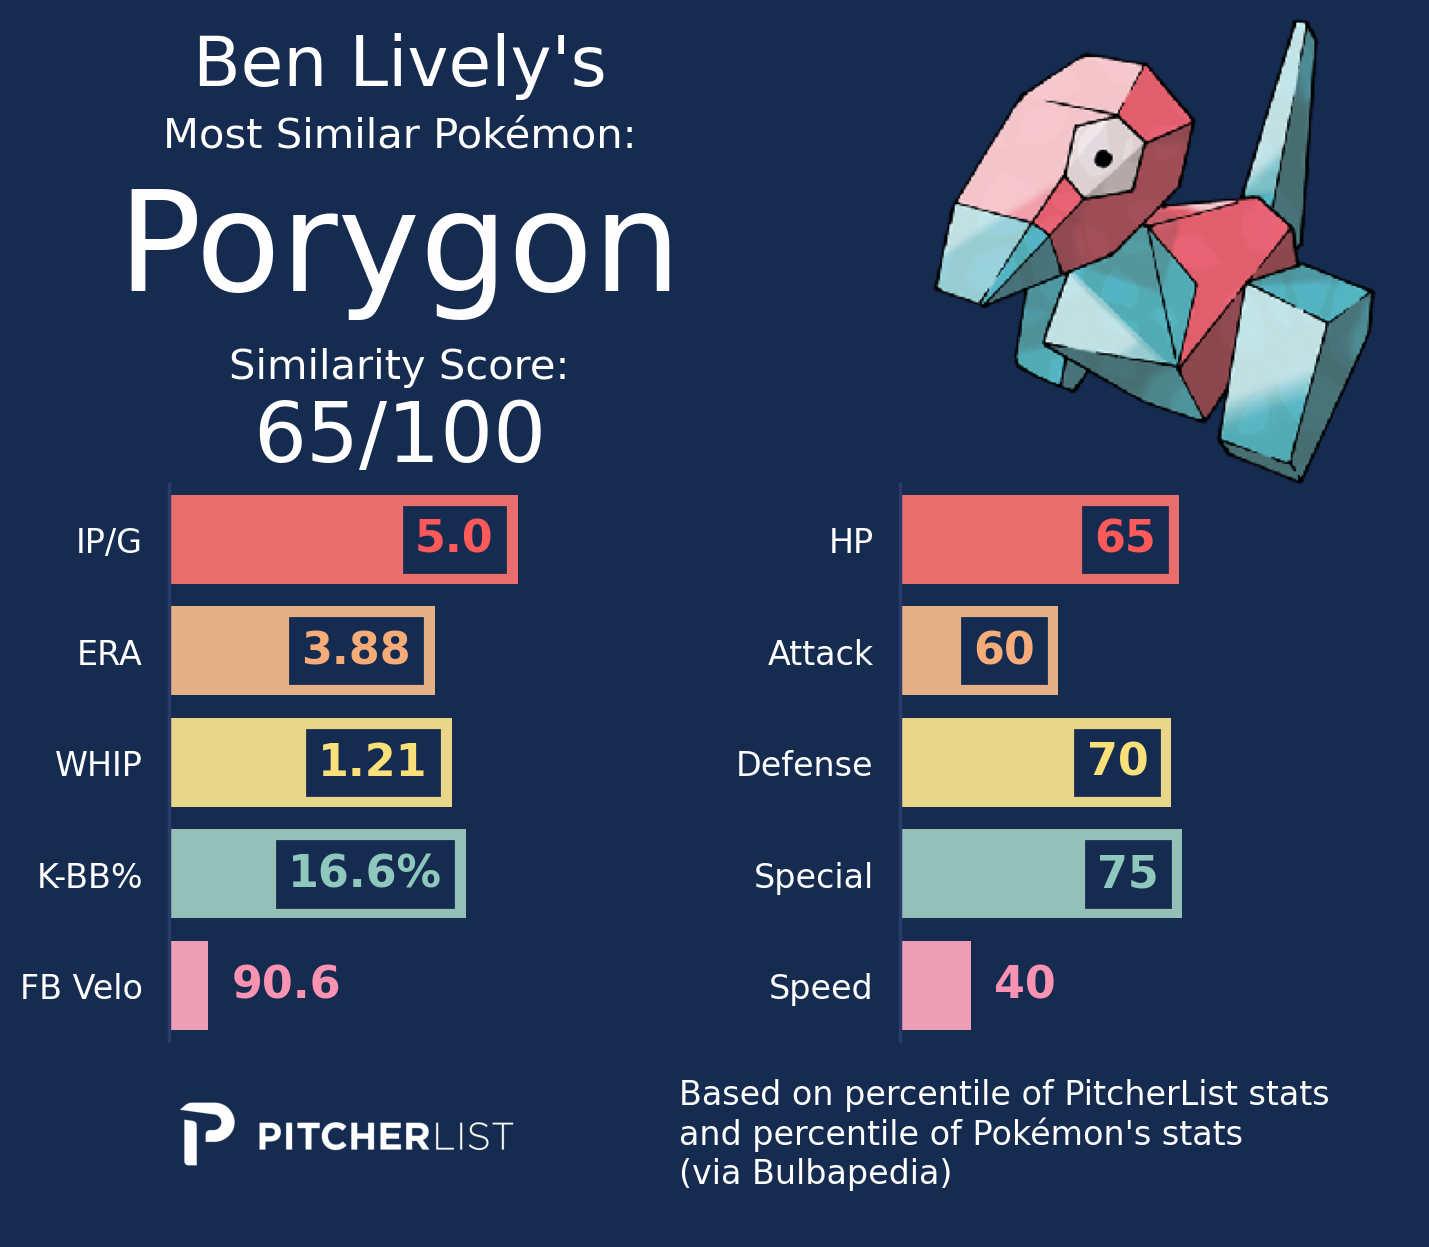 Ben Lively's
Most Similar Pokémon:
Porygon
Similarity Score:
65/100
IP/G 5.0
ERA 3.88
WHIP 1.21
K-BB% 16.6%
FB Velo 90.6
HP 65
Attack 60
Defense 70
Special 75
Speed 40
PITCHERLIST
Based on percentile of PitcherList stats
and percentile of Pokémon's stats
(via Bulbapedia)